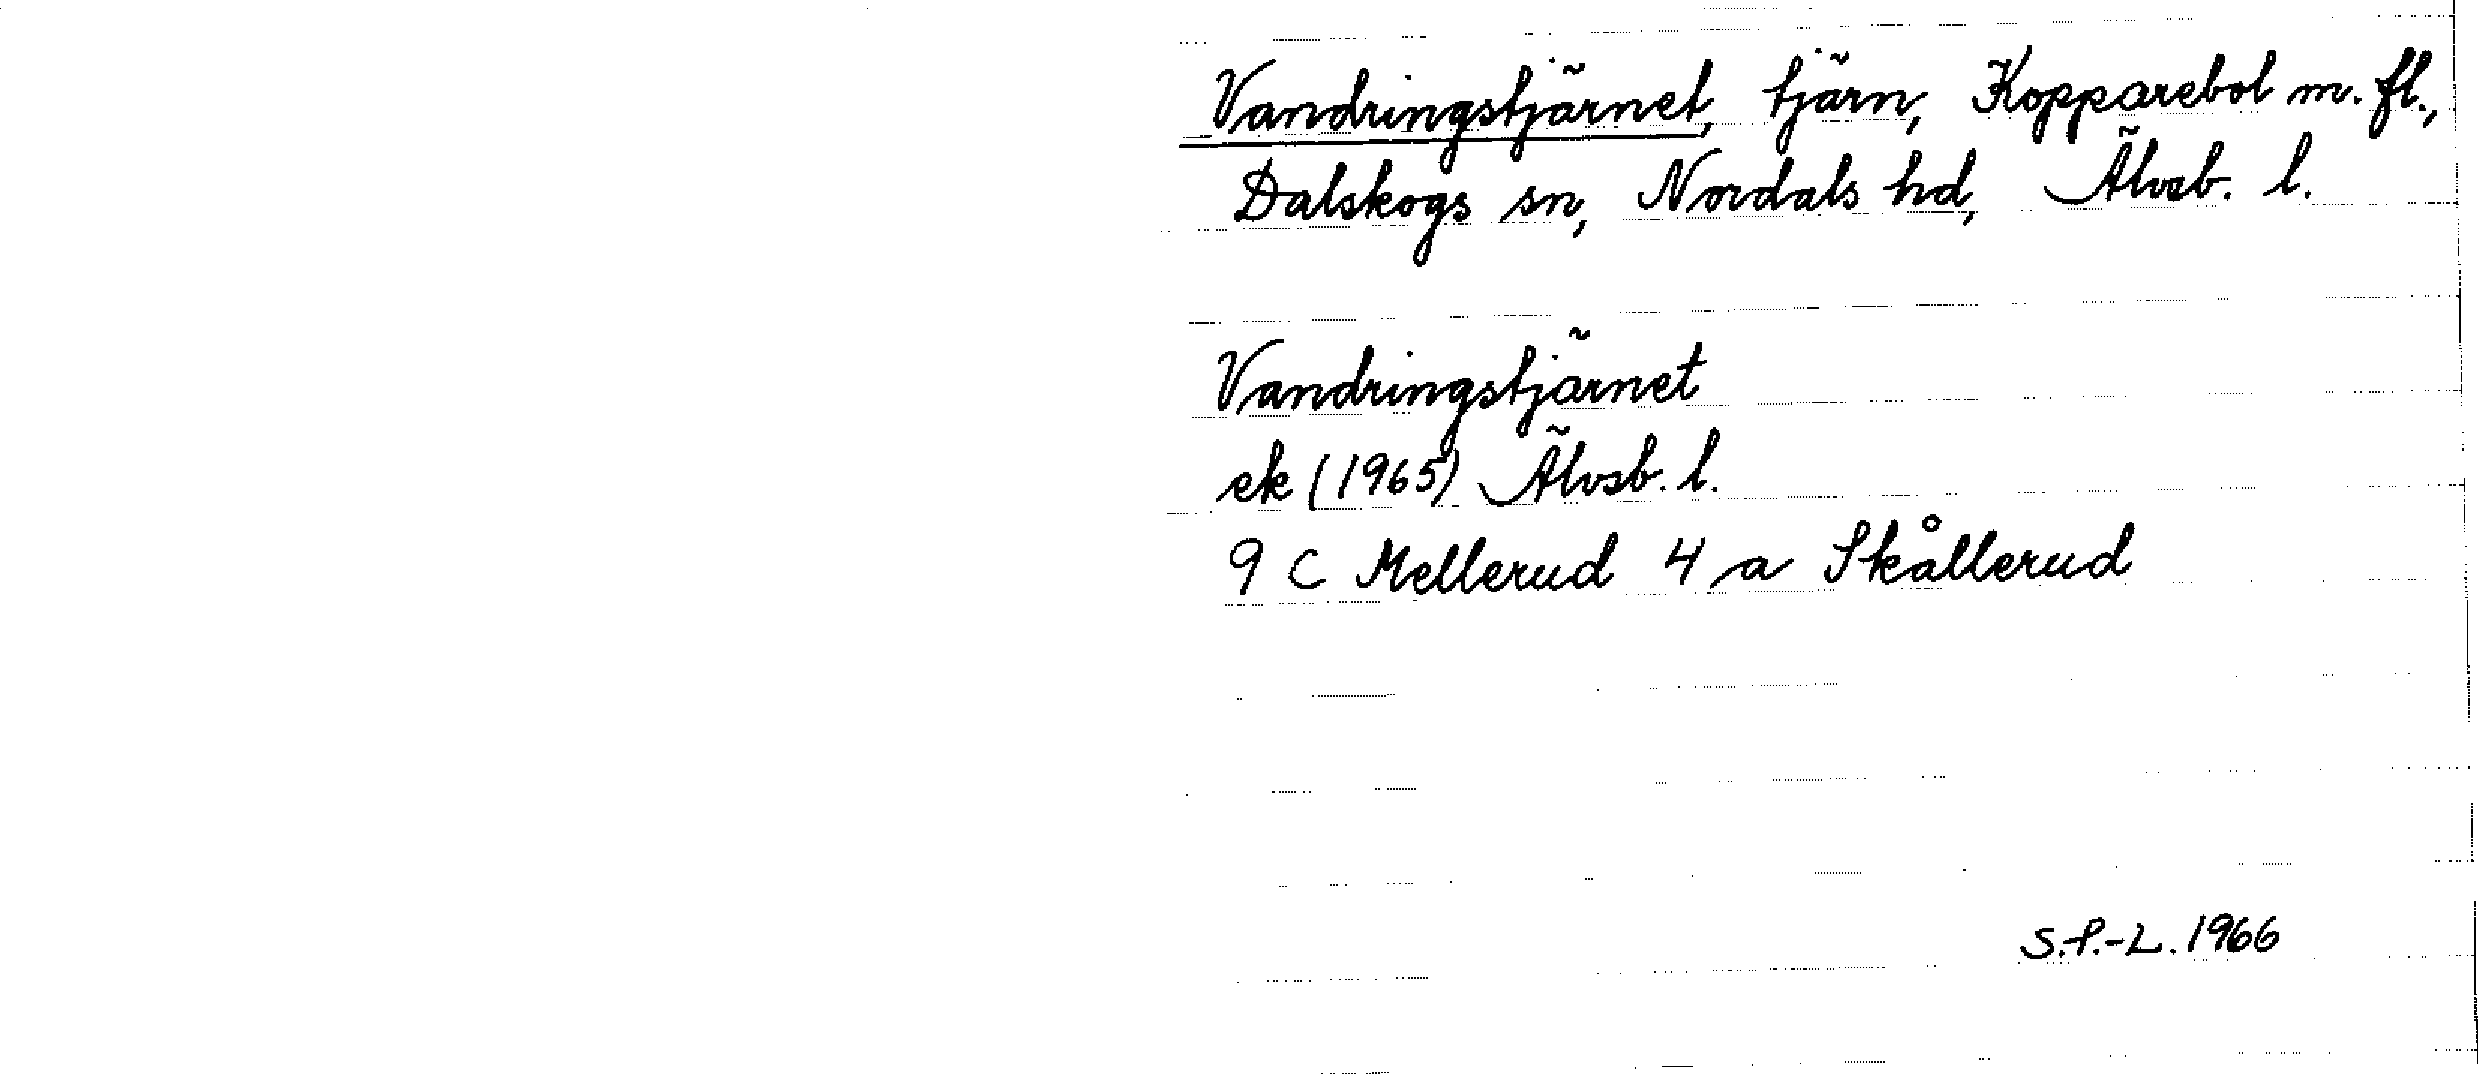 Vandringstjärnet, tjärn, Kopparebol m. fl.,
Dalskogs sn, Nordals hd, Älvsb. l.
Vandringstjärnet
ek (1965) Älvsb. l.
9 C Mellerud 4 a Skållerud
S.P.-L. 1966